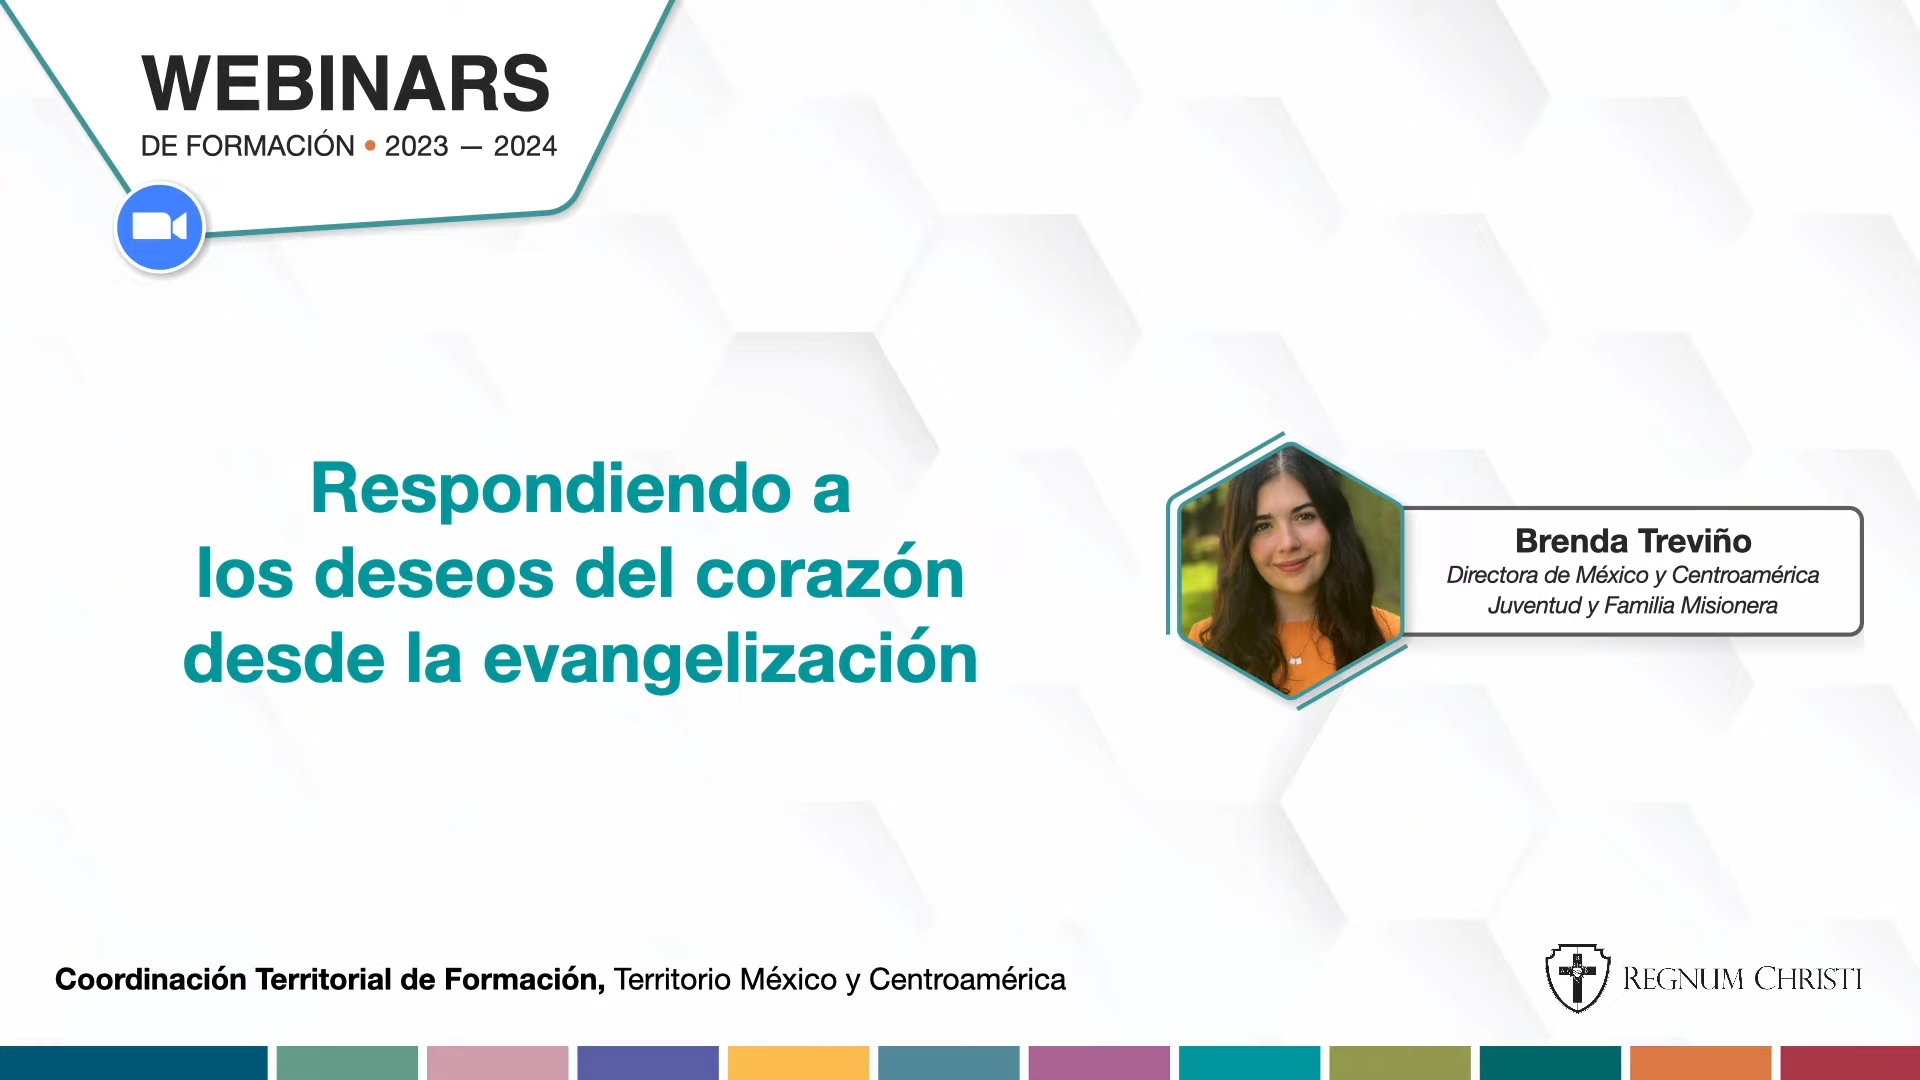 WEBINARS
DE FORMACIÓN • 2023 — 2024
Respondiendo a
los deseos del corazón
desde la evangelización
Brenda Treviño
Directora de México y Centroamérica
Juventud y Familia Misionera
Coordinación Territorial de Formación, Territorio México y Centroamérica
REGNUM CHRISTI